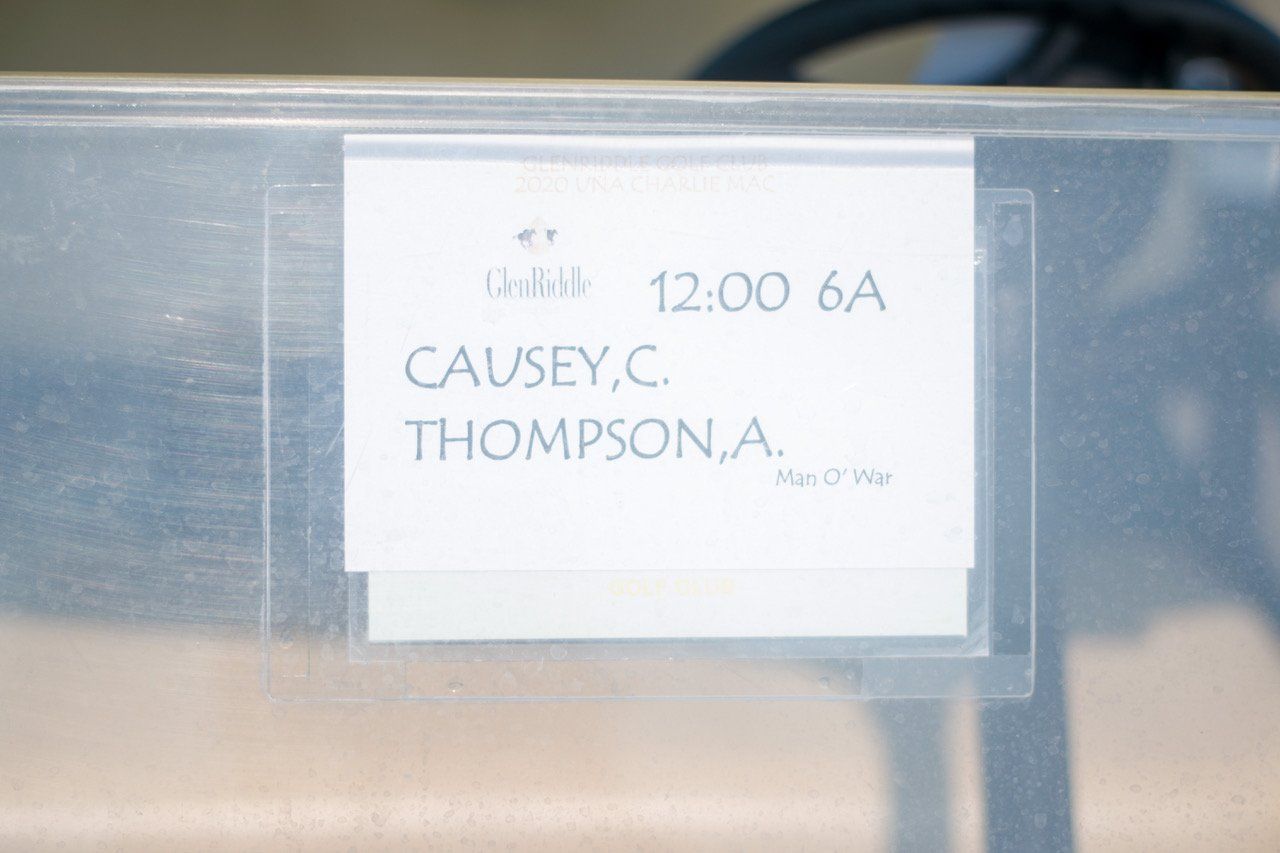 GLENRIDDLE GOLF CLUB
2020 UNA CHARLIE MAC
GlenRiddle
12:00 6A
CAUSEY,C.
THOMPSON,A.
Man O' War
GOLF CLUB